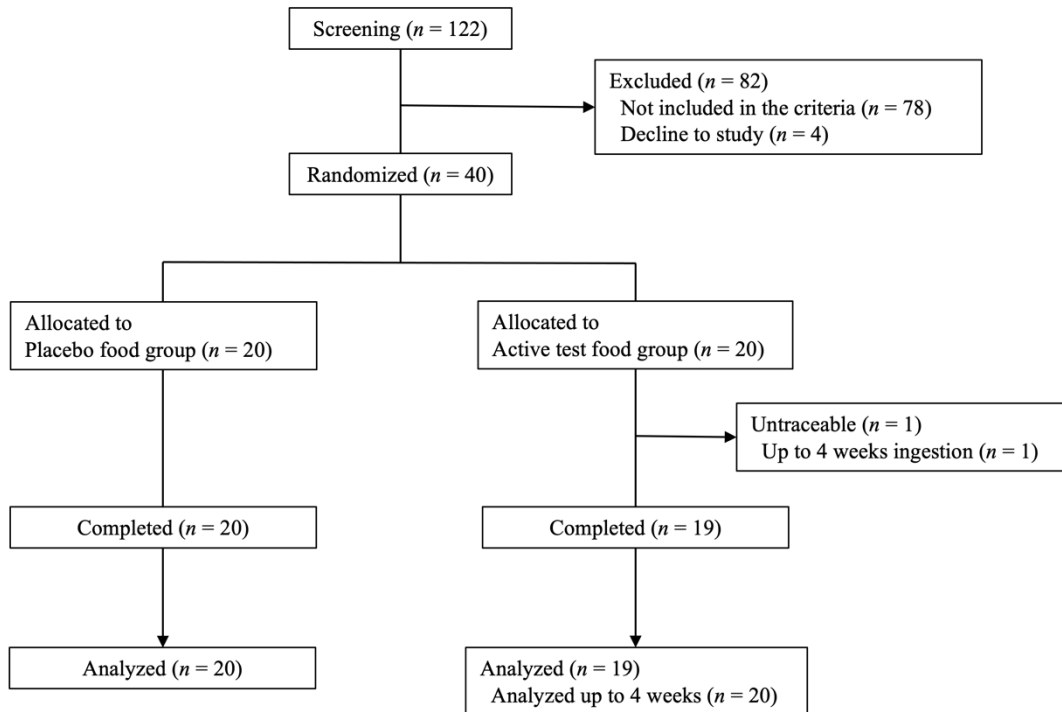 Screening (n = 122)
Excluded (n = 82)
Not included in the criteria (n = 78)
Decline to study (n = 4)
Randomized (n = 40)
Allocated to
Placebo food group (n = 20)
Allocated to
Active test food group (n = 20)
Untraceable (n = 1)
Up to 4 weeks ingestion (n = 1)
Completed (n = 20)
Completed (n = 19)
Analyzed (n = 20)
Analyzed (n = 19)
Analyzed up to 4 weeks (n = 20)